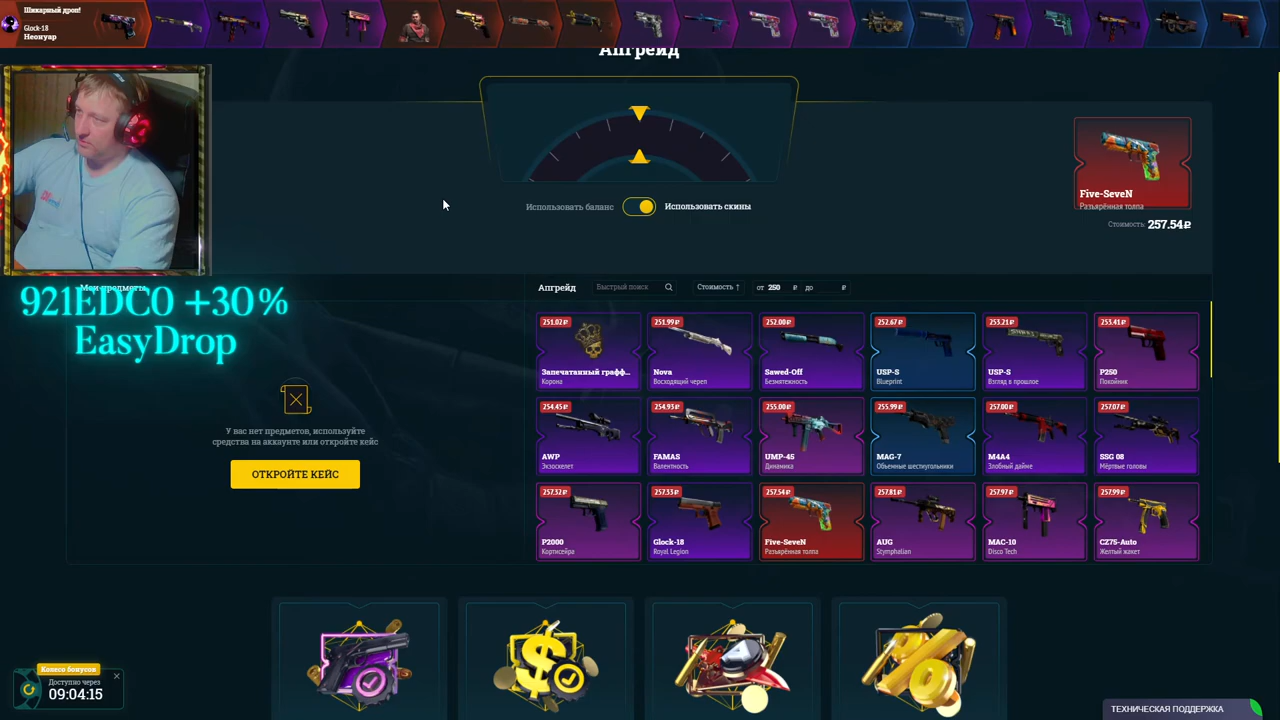 Шикарный дроп!
Glock-18
Неонуар
Апгрейд
Использовать баланс
Использовать скины
Five-SeveN
Разъярённая толпа
Стоимость: 257.54₽
921EDC0 +30%
EasyDrop
Мои предметы
У вас нет предметов, используйте
средства на аккаунте или откройте кейс
ОТКРОЙТЕ КЕЙС
Апгрейд
Быстрый поиск
Стоимость ↑
от 250 ₽ до ₽
251.02₽
Запечатанный графф...
Корона
251.99₽
Nova
Восходящий череп
252.08₽
Sawed-Off
Безмятежность
252.67₽
USP-S
Blueprint
253.21₽
USP-S
Взгляд в прошлое
253.41₽
P250
Покойник
254.45₽
AWP
Экзоскелет
254.93₽
FAMAS
Валентность
255.00₽
UMP-45
Динамика
255.99₽
MAG-7
Объемные шестиугольники
257.00₽
M4A4
Злобный дайме
257.07₽
SSG 08
Мёртвые головы
257.32₽
P2000
Кортисейра
257.33₽
Glock-18
Royal Legion
257.54₽
Five-SeveN
Разъярённая толпа
257.81₽
AUG
Stymphalian
257.97₽
MAC-10
Disco Tech
257.99₽
CZ75-Auto
Желтый жакет
Колесо бонусов
Доступно через
09:04:15
ТЕХНИЧЕСКАЯ ПОДДЕРЖКА